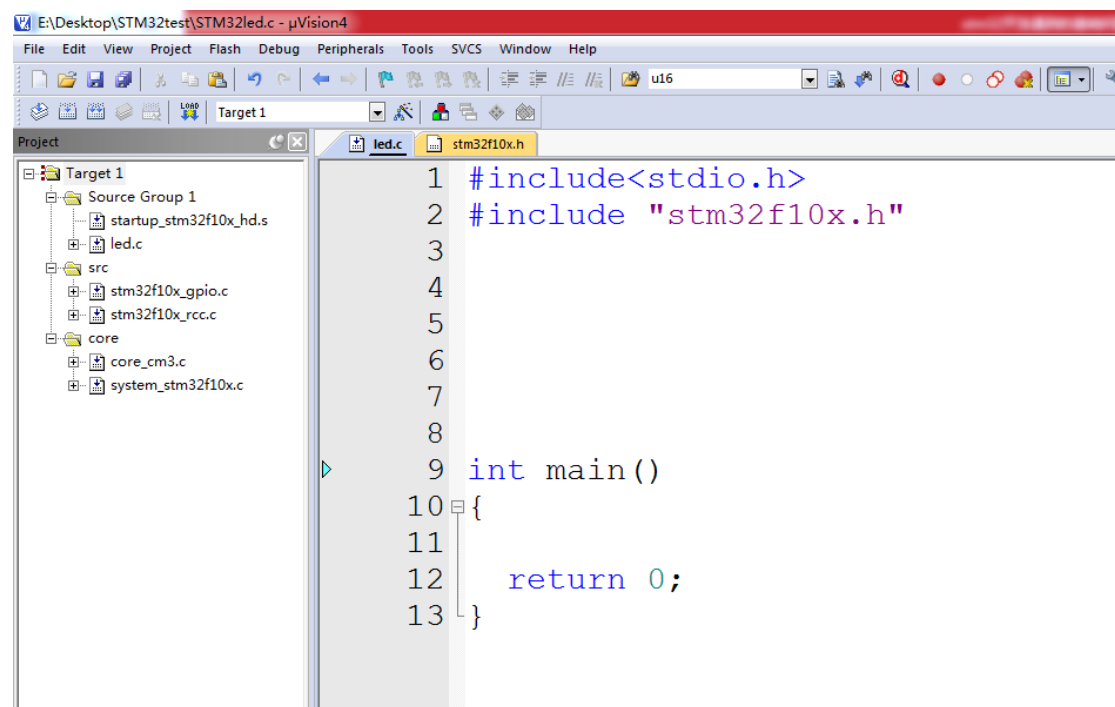 E:\Desktop\STM32test\STM32led.c - µVision4
File Edit View Project Flash Debug Peripherals Tools SVCS Window Help
u16
LOAD Target 1
Project
led.c stm32f10x.h
Target 1
Source Group 1
startup_stm32f10x_hd.s
led.c
src
stm32f10x_gpio.c
stm32f10x_rcc.c
core
core_cm3.c
system_stm32f10x.c
1 #include<stdio.h>
2 #include "stm32f10x.h"
3
4
5
6
7
8
9 int main()
10 {
11
12 return 0;
13 }